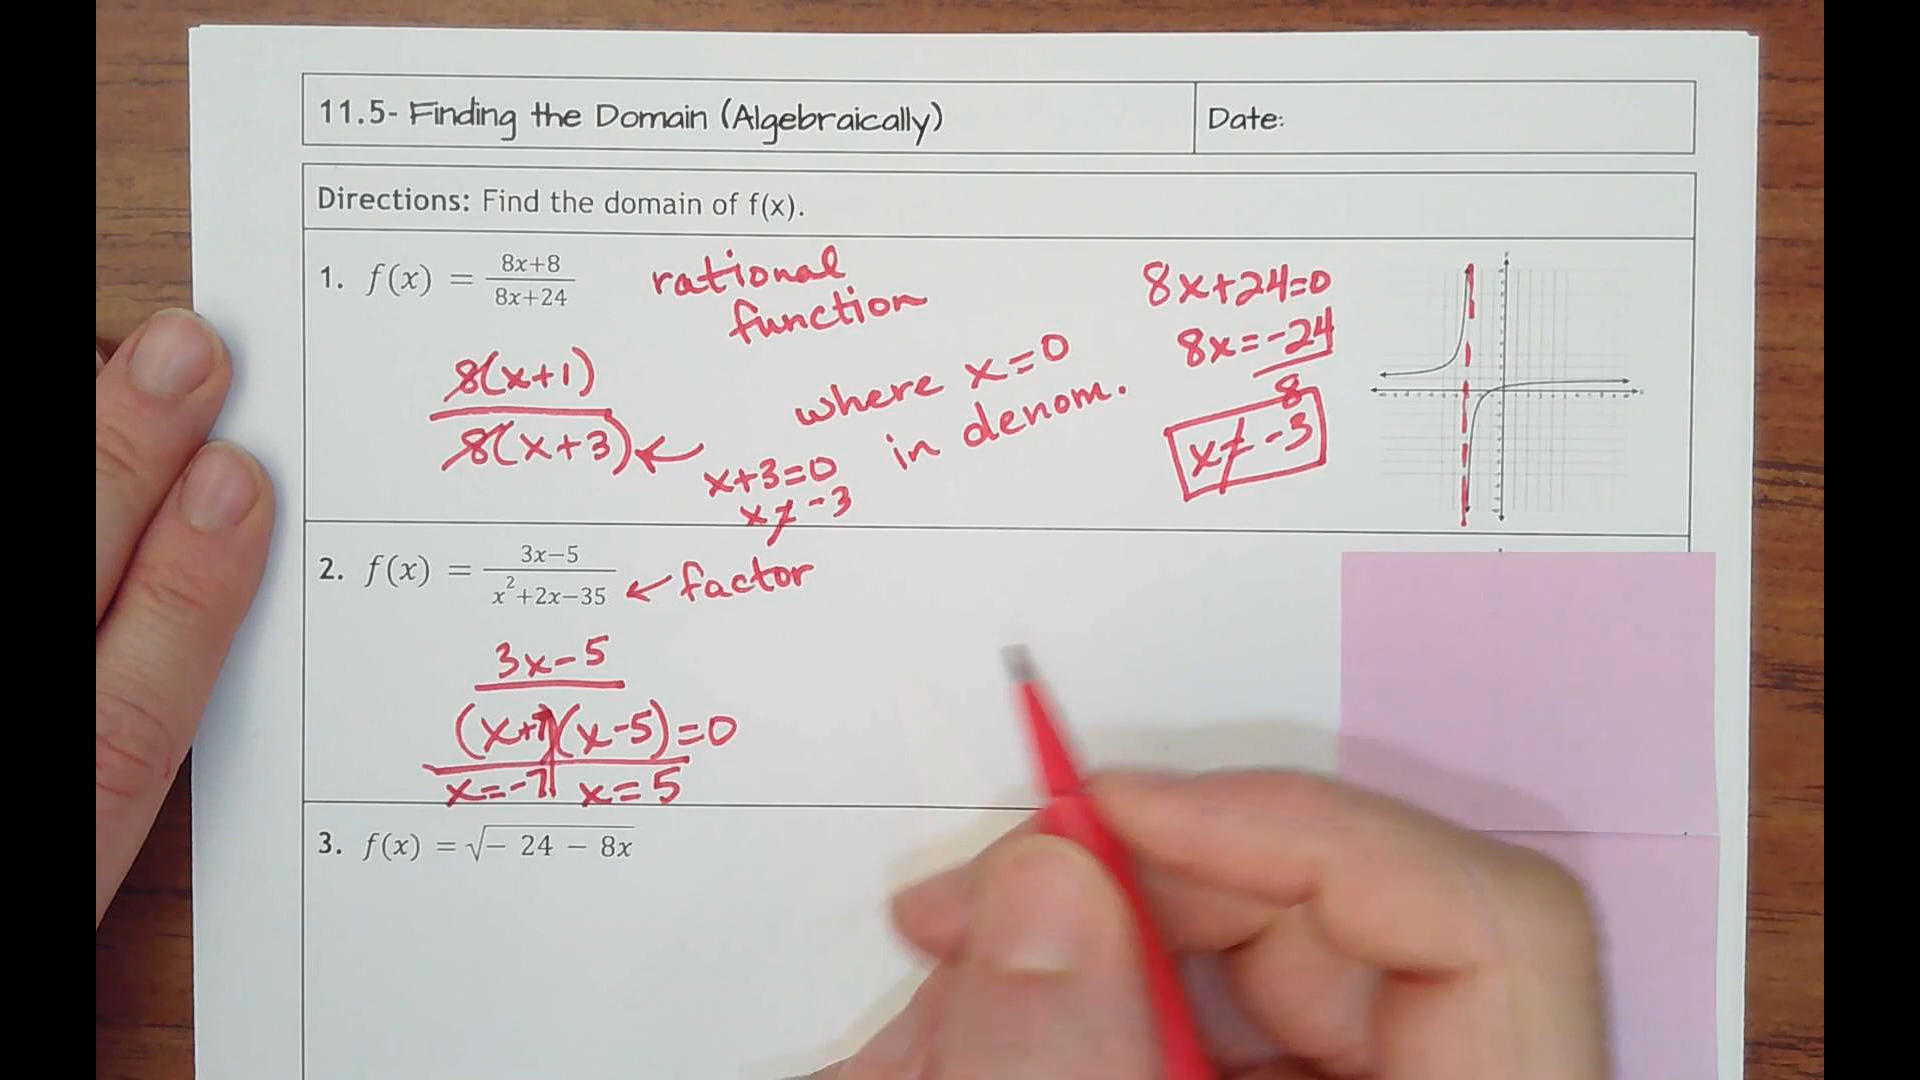 11.5- Finding the Domain (Algebraically)
Date:
Directions: Find the domain of f(x).
1. f(x) = \frac{8x+8}{8x+24}
rational
function
8(x+1)
8(x+3)
x+3=0
x≠-3
where x=0
in denom.
8x+24=0
8x=-24
8
x≠-3
2. f(x) = \frac{3x-5}{x²+2x-35}
factor
3x-5
(x+7)(x-5)=0
x=-7 x=5
3. f(x) = √(- 24 - 8x)